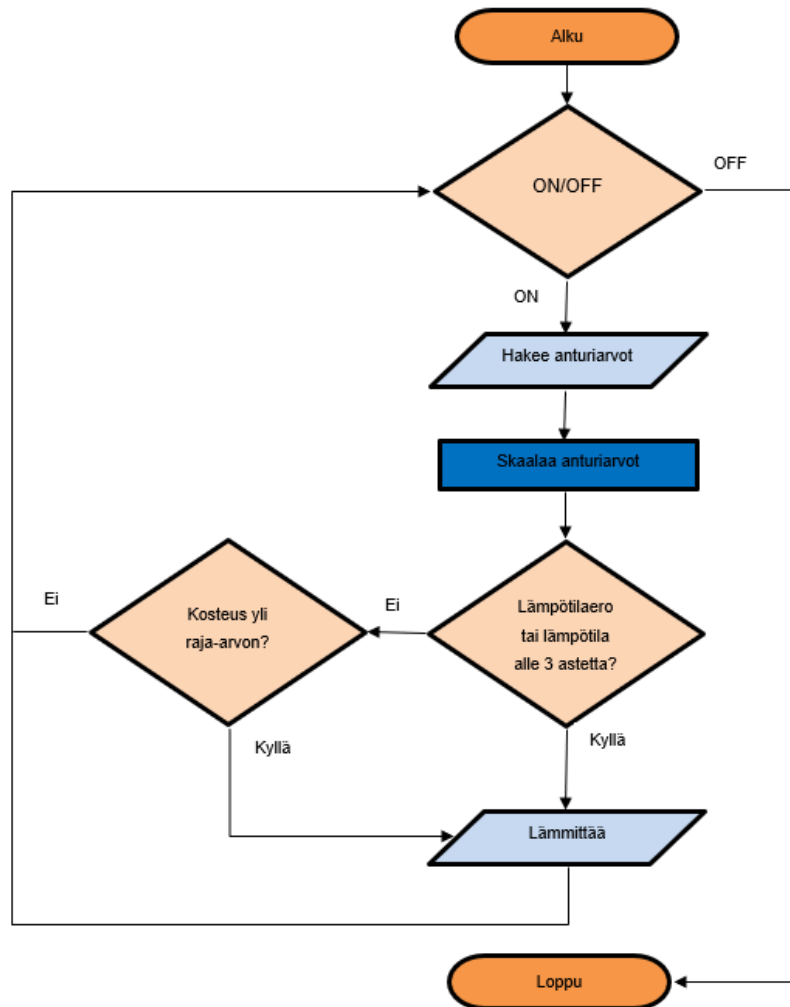 Alku
ON/OFF
OFF
ON
Hakee anturiarvot
Skaalaa anturiarvot
Lämpötilaero
tai lämpötila
alle 3 astetta?
Ei
Kosteus yli
raja-arvon?
Ei
Kyllä
Kyllä
Lämmittää
Loppu